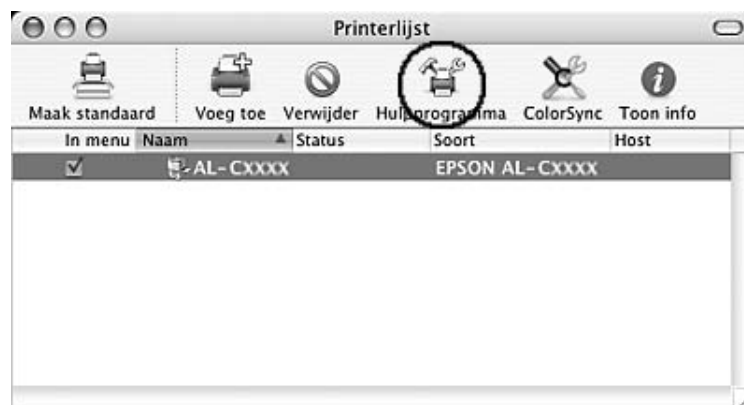 Printerlijst
Maak standaard Voeg toe Verwijder Hulpprogramma ColorSync Toon info
In menu Naam Status Soort Host
AL-CXXXX EPSON AL-CXXXX